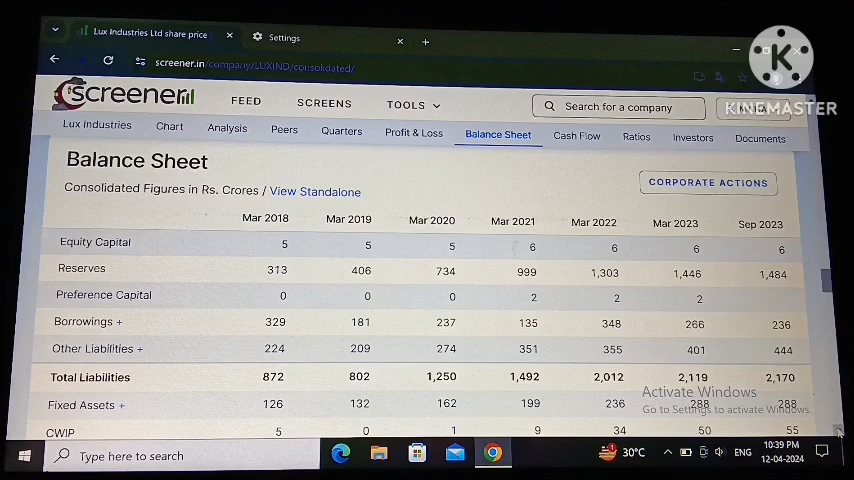 Lux Industries Ltd share price
Settings
screener.in/company/LUXIND/consolidated/
KINEMASTER
screener
FEED SCREENS TOOLS
Search for a company
Lux Industries Chart Analysis Peers Quarters Profit & Loss Balance Sheet Cash Flow Ratios Investors Documents
Balance Sheet
Consolidated Figures in Rs. Crores / View Standalone
CORPORATE ACTIONS
Mar 2018 Mar 2019 Mar 2020 Mar 2021 Mar 2022 Mar 2023 Sep 2023
Equity Capital 5 5 5 6 6 6 6
Reserves 313 406 734 999 1,303 1,446 1,484
Preference Capital 0 0 0 2 2 2
Borrowings + 329 181 237 135 348 266 236
Other Liabilities + 224 209 274 351 355 401 444
Total Liabilities 872 802 1,250 1,492 2,012 2,119 2,170
Fixed Assets + 126 132 162 199 236 288 288
CWIP 5 0 1 9 34 50 55
Activate Windows
Go to Settings to activate Windows.
Type here to search
30°C
ENG
10:39 PM
12-04-2024